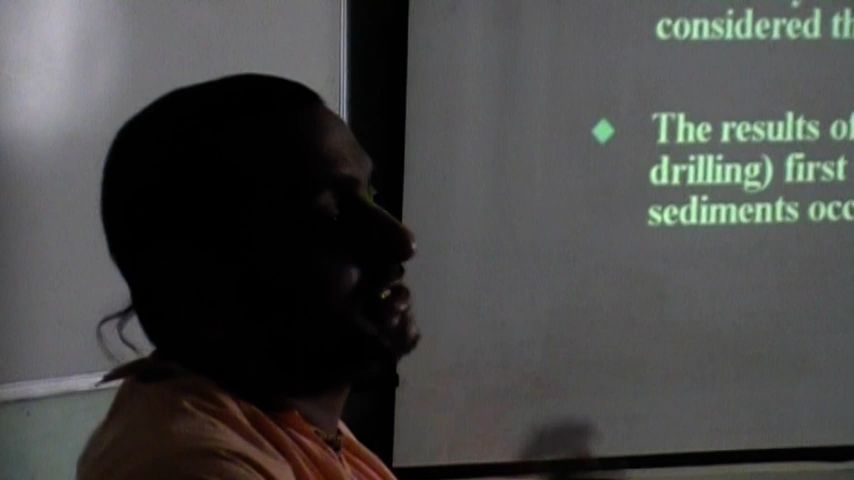 considered th
The results of
drilling) first
sediments occ